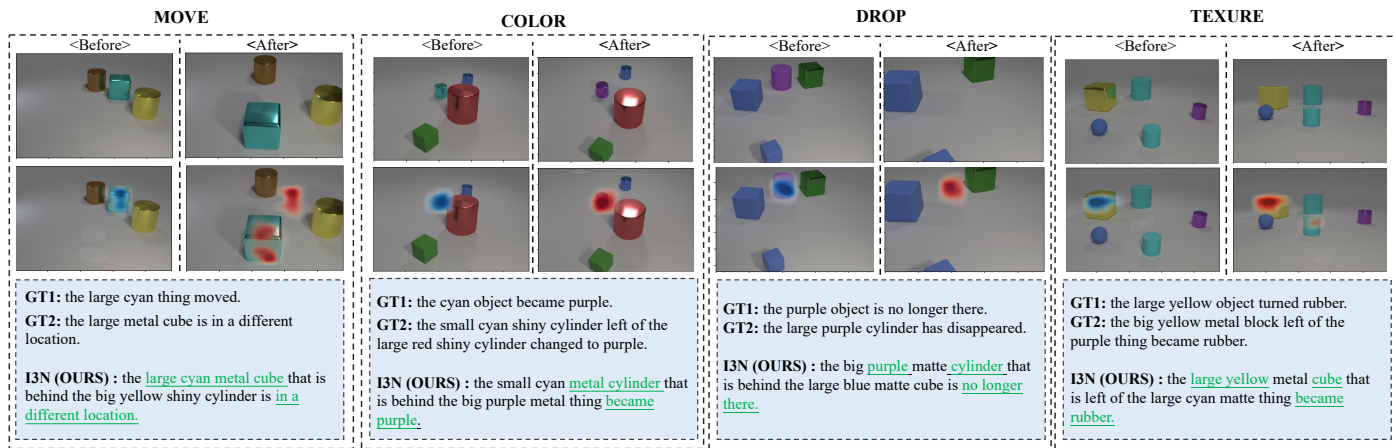 MOVE
<Before>
<After>
GT1: the large cyan thing moved.
GT2: the large metal cube is in a different
location.
I3N (OURS) : the large cyan metal cube that is
behind the big yellow shiny cylinder is in
a different location.
COLOR
<Before>
<After>
GT1: the cyan object became purple.
GT2: the small cyan shiny cylinder left of the
large red shiny cylinder changed to purple.
I3N (OURS) : the small cyan metal cylinder that
is behind the big purple metal thing became
purple.
DROP
<Before>
<After>
GT1: the purple object is no longer there.
GT2: the large purple cylinder has disappeared.
I3N (OURS) : the big purple matte cylinder that
is behind the large blue matte cube is no longer
there.
TEXURE
<Before>
<After>
GT1: the large yellow object turned rubber.
GT2: the big yellow metal block left of the
purple thing became rubber.
I3N (OURS) : the large yellow metal cube that
is left of the large cyan matte thing became
rubber.